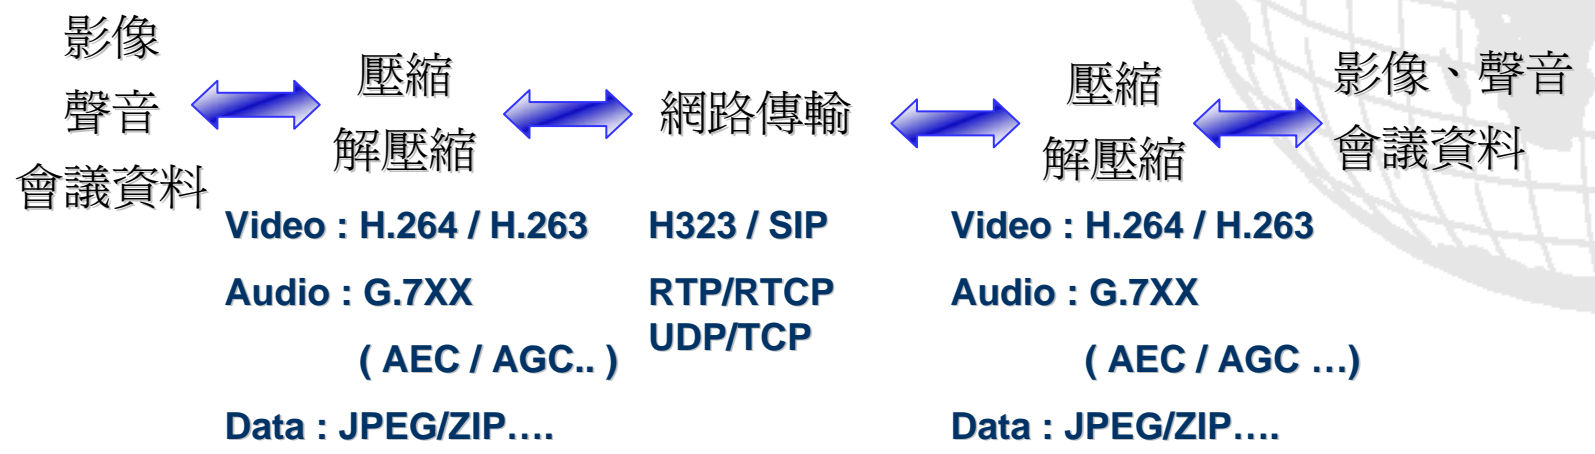 影像
聲音
會議資料
壓縮
解壓縮
網路傳輸
壓縮
解壓縮
影像、聲音
會議資料
Video : H.264 / H.263
Audio : G.7XX
( AEC / AGC.. )
Data : JPEG/ZIP....
H323 / SIP
RTP/RTCP
UDP/TCP
Video : H.264 / H.263
Audio : G.7XX
( AEC / AGC ...)
Data : JPEG/ZIP....